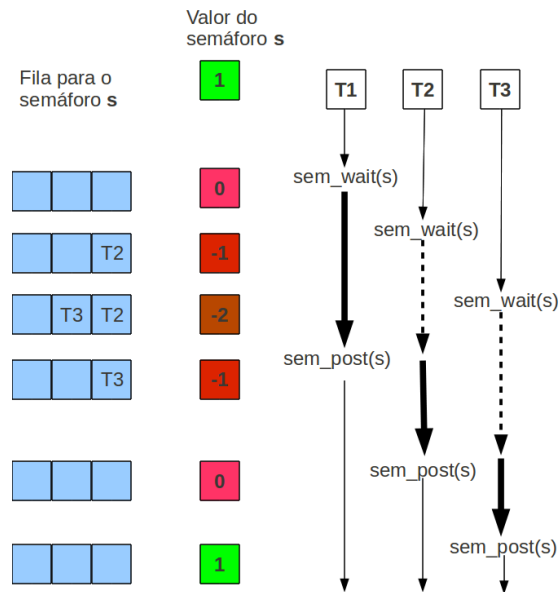 Valor do
semáforo s
Fila para o
semáforo s
1
T1
T2
T3
sem_wait(s)
0
sem_wait(s)
T2
-1
sem_wait(s)
T3 T2
-2
sem_post(s)
T3
-1
sem_post(s)
0
sem_post(s)
1